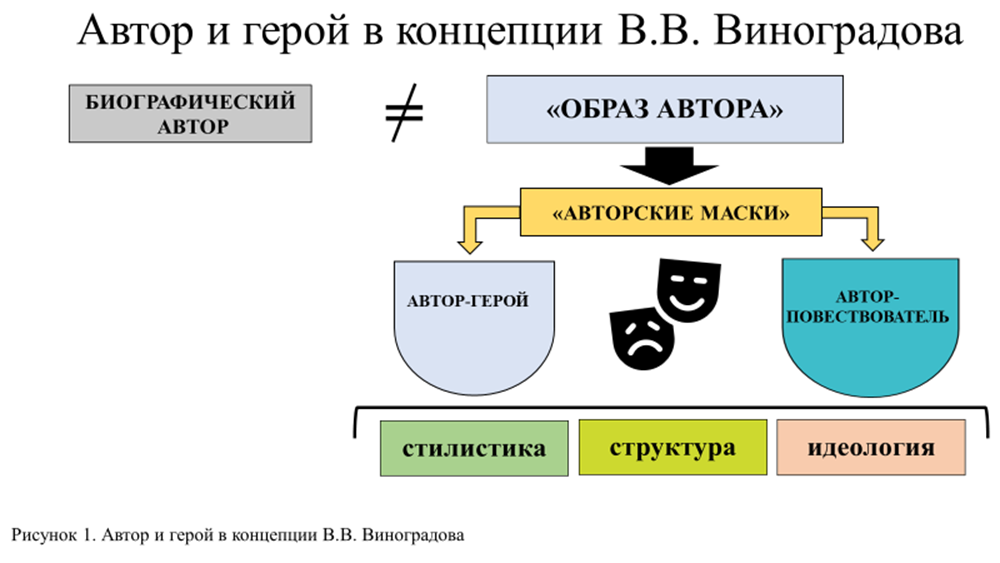 Автор и герой в концепции В.В. Виноградова
БИОГРАФИЧЕСКИЙ
АВТОР
≠
«ОБРАЗ АВТОРА»
«АВТОРСКИЕ МАСКИ»
АВТОР-ГЕРОЙ
АВТОР-
ПОВЕСТВОВАТЕЛЬ
стилистика
структура
идеология
Рисунок 1. Автор и герой в концепции В.В. Виноградова